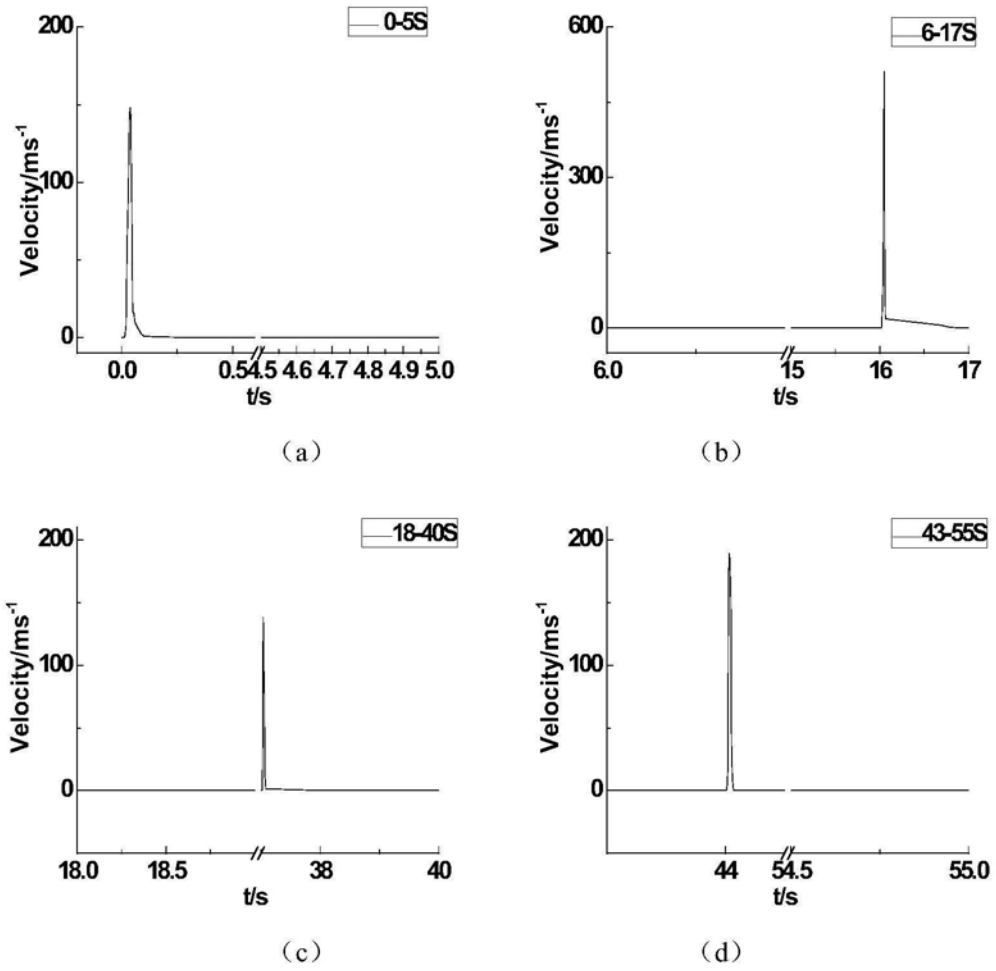 200
0-5S
100
0
Velocity/ms⁻¹
0.0 0.5 4.5 4.6 4.7 4.8 4.9 5.0
t/s
(a)
600
6-17S
300
0
Velocity/ms⁻¹
6.0 15 16 17
t/s
(b)
200
18-40S
100
0
Velocity/ms⁻¹
18.0 18.5 38 40
t/s
(c)
200
43-55S
100
0
Velocity/ms⁻¹
44 54.5 55.0
t/s
(d)